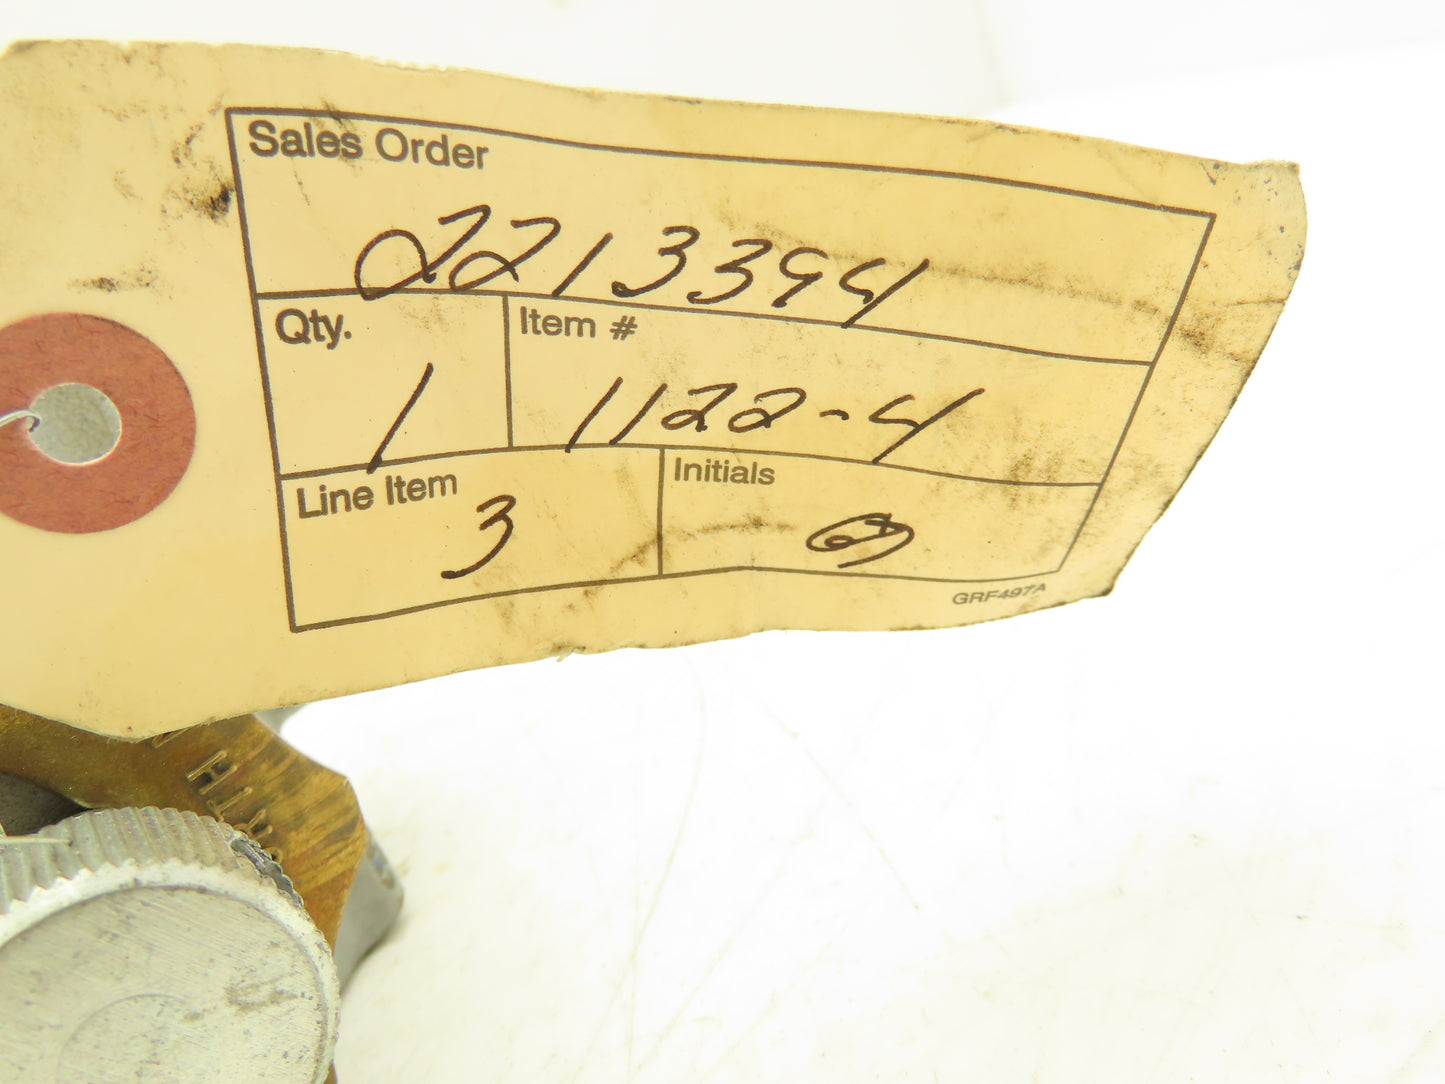 Sales Order
2213394
Qty.
1
Item #
1122-4
Line Item
3
Initials
GRF497A